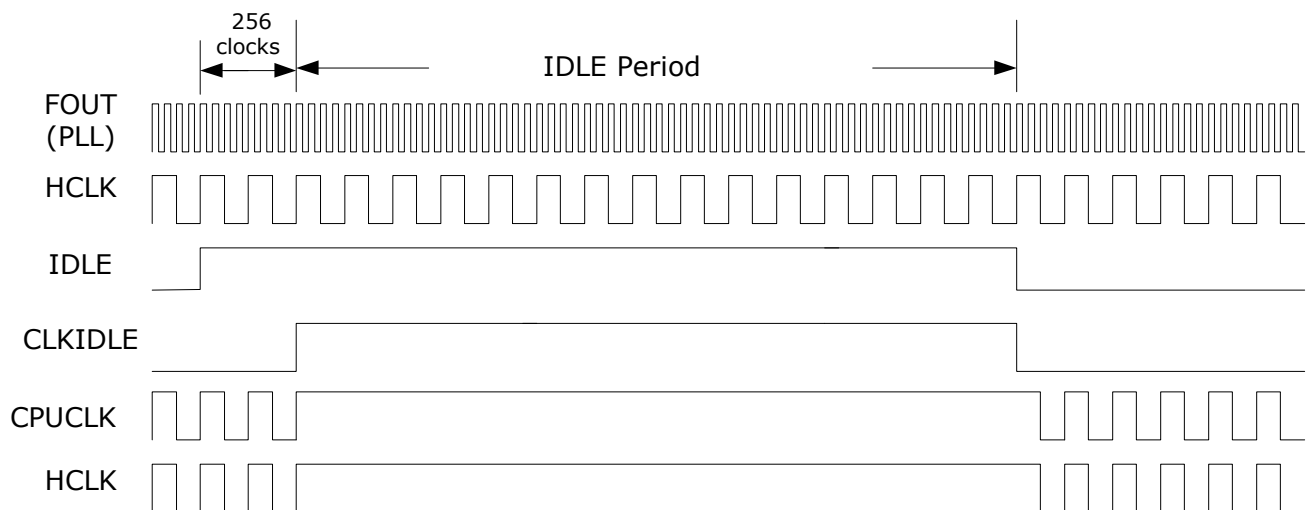 256
clocks
IDLE Period
FOUT
(PLL)
HCLK
IDLE
CLKIDLE
CPUCLK
HCLK